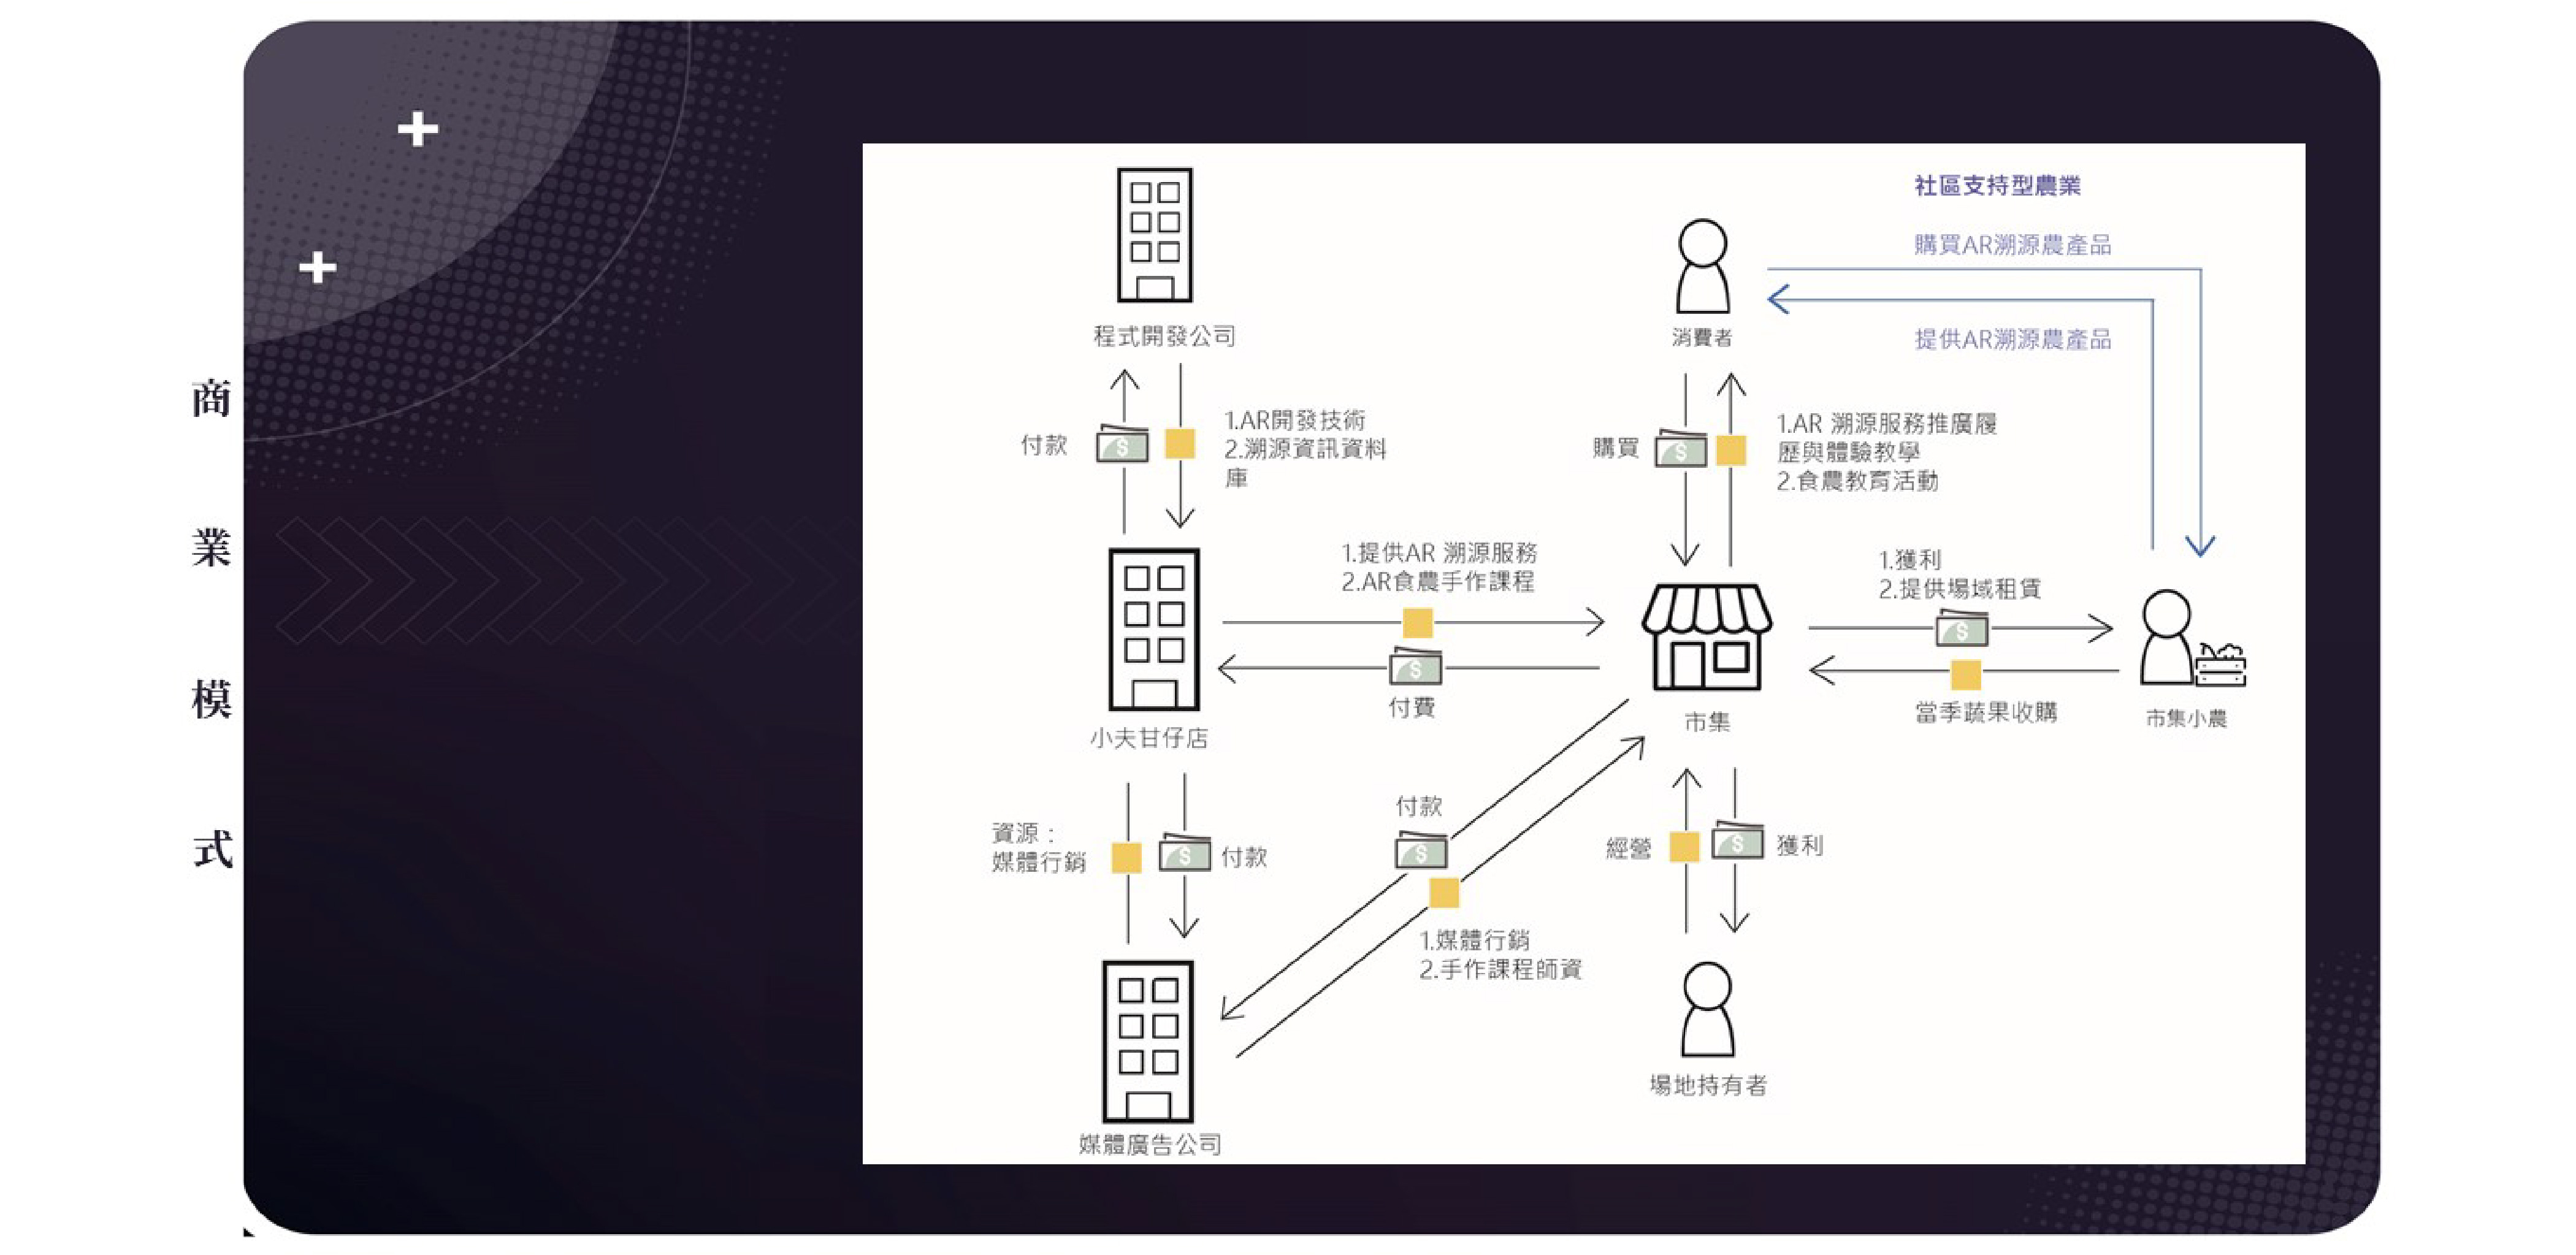 商
業
模
式
社區支持型農業
購買AR溯源農產品
提供AR溯源農產品
程式開發公司
消費者
付款
1.AR開發技術
2.溯源資訊資料
庫
購買
1.AR 溯源服務推廣履
歷與體驗教學
2.食農教育活動
1.提供AR 溯源服務
2.AR食農手作課程
付費
1.獲利
2.提供場域租賃
當季蔬果收購
小夫甘仔店
市集
市集小農
資源：
媒體行銷
付款
付款
1.媒體行銷
2.手作課程師資
經營
獲利
媒體廣告公司
場地持有者